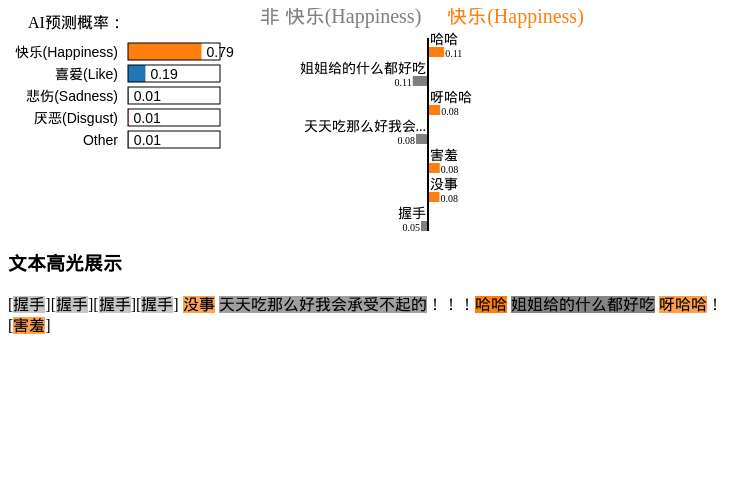 AI预测概率：
快乐(Happiness) 0.79
喜爱(Like) 0.19
悲伤(Sadness) 0.01
厌恶(Disgust) 0.01
Other 0.01
非 快乐(Happiness) 快乐(Happiness)
哈哈
0.11
姐姐给的什么都好吃
0.11
呀哈哈
0.08
天天吃那么好我会...
0.08
害羞
0.08
没事
0.08
握手
0.05
文本高光展示
[握手][握手][握手][握手] 没事 天天吃那么好我会承受不起的！！！哈哈 姐姐给的什么都好吃 呀哈哈！
[害羞]